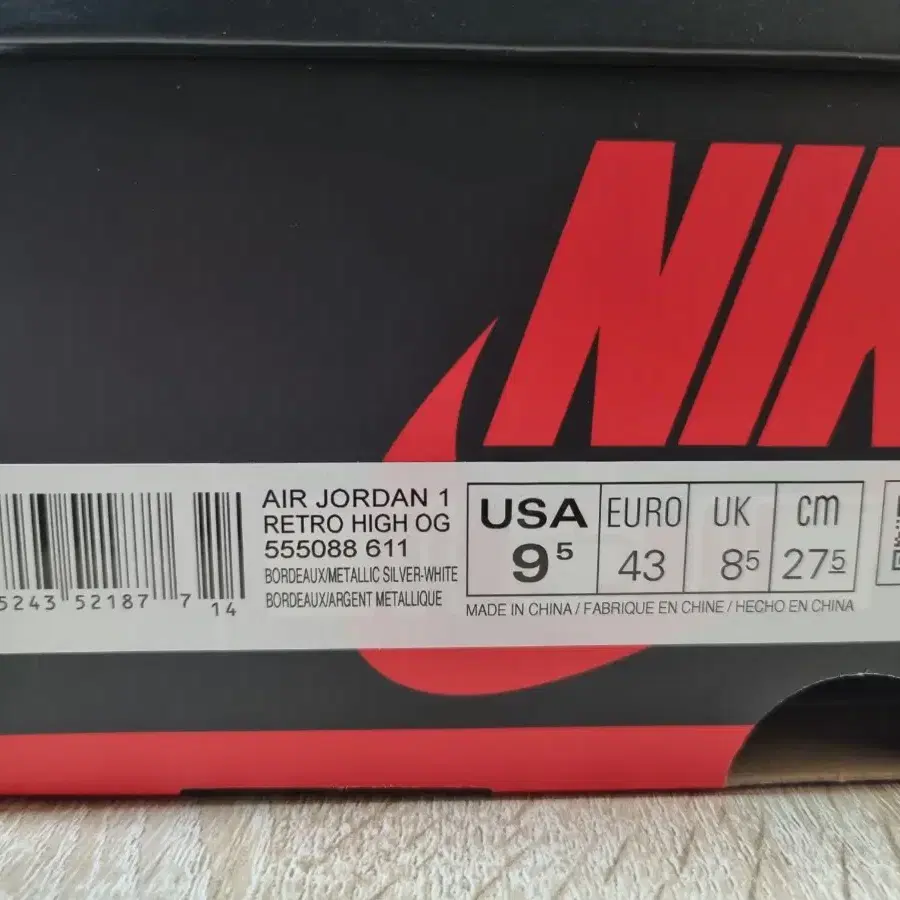 NIK
AIR JORDAN 1
RETRO HIGH OG
555088 611
BORDEAUX/METALLIC SILVER-WHITE
BORDEAUX/ARGENT METALLIQUE
USA EURO UK cm
9⁵ 43 8⁵ 27⁵
MADE IN CHINA / FABRIQUE EN CHINE / HECHO EN CHINA
5243 52187 7 14